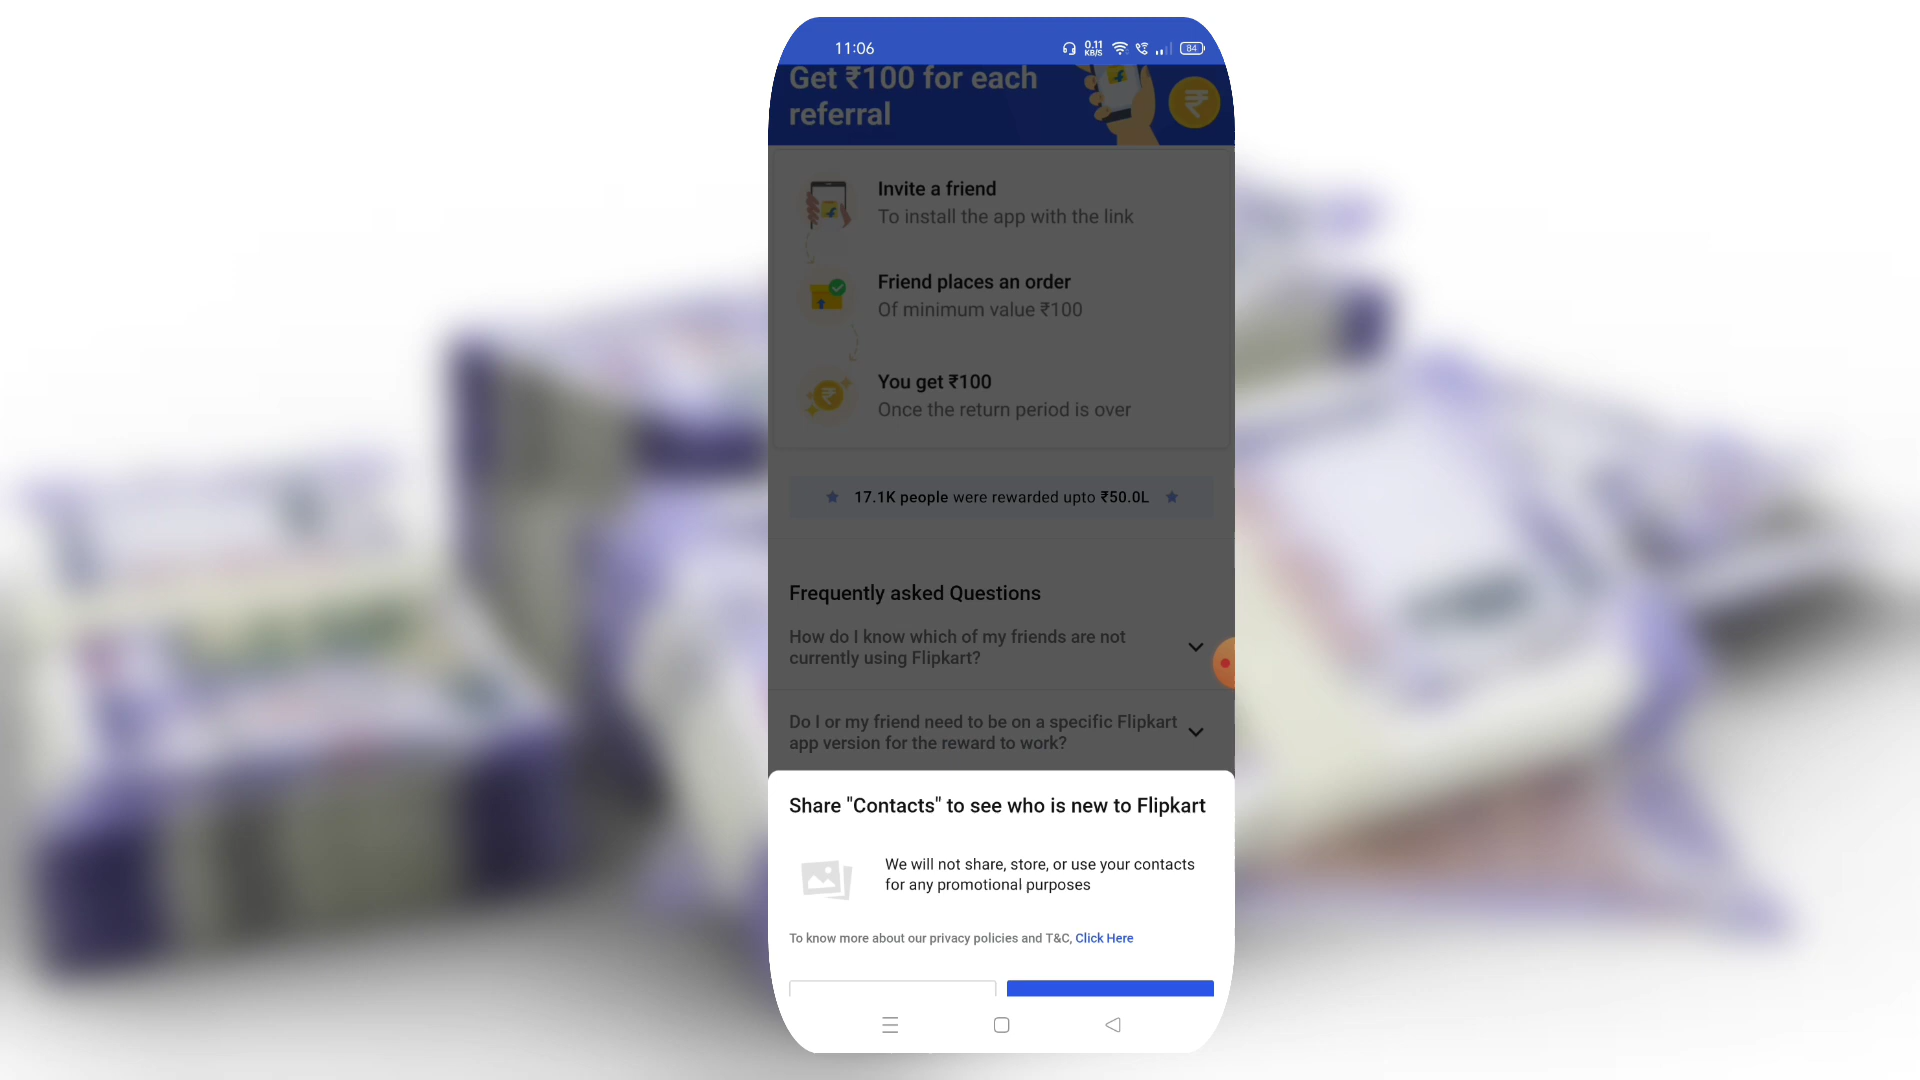 11:06
0.11
KB/S
84
Get ₹100 for each
referral
Invite a friend
To install the app with the link
Friend places an order
Of minimum value ₹100
You get ₹100
Once the return period is over
17.1K people were rewarded upto ₹50.0L
Frequently asked Questions
How do I know which of my friends are not
currently using Flipkart?
Do I or my friend need to be on a specific Flipkart
app version for the reward to work?
Share "Contacts" to see who is new to Flipkart
We will not share, store, or use your contacts
for any promotional purposes
To know more about our privacy policies and T&C, Click Here